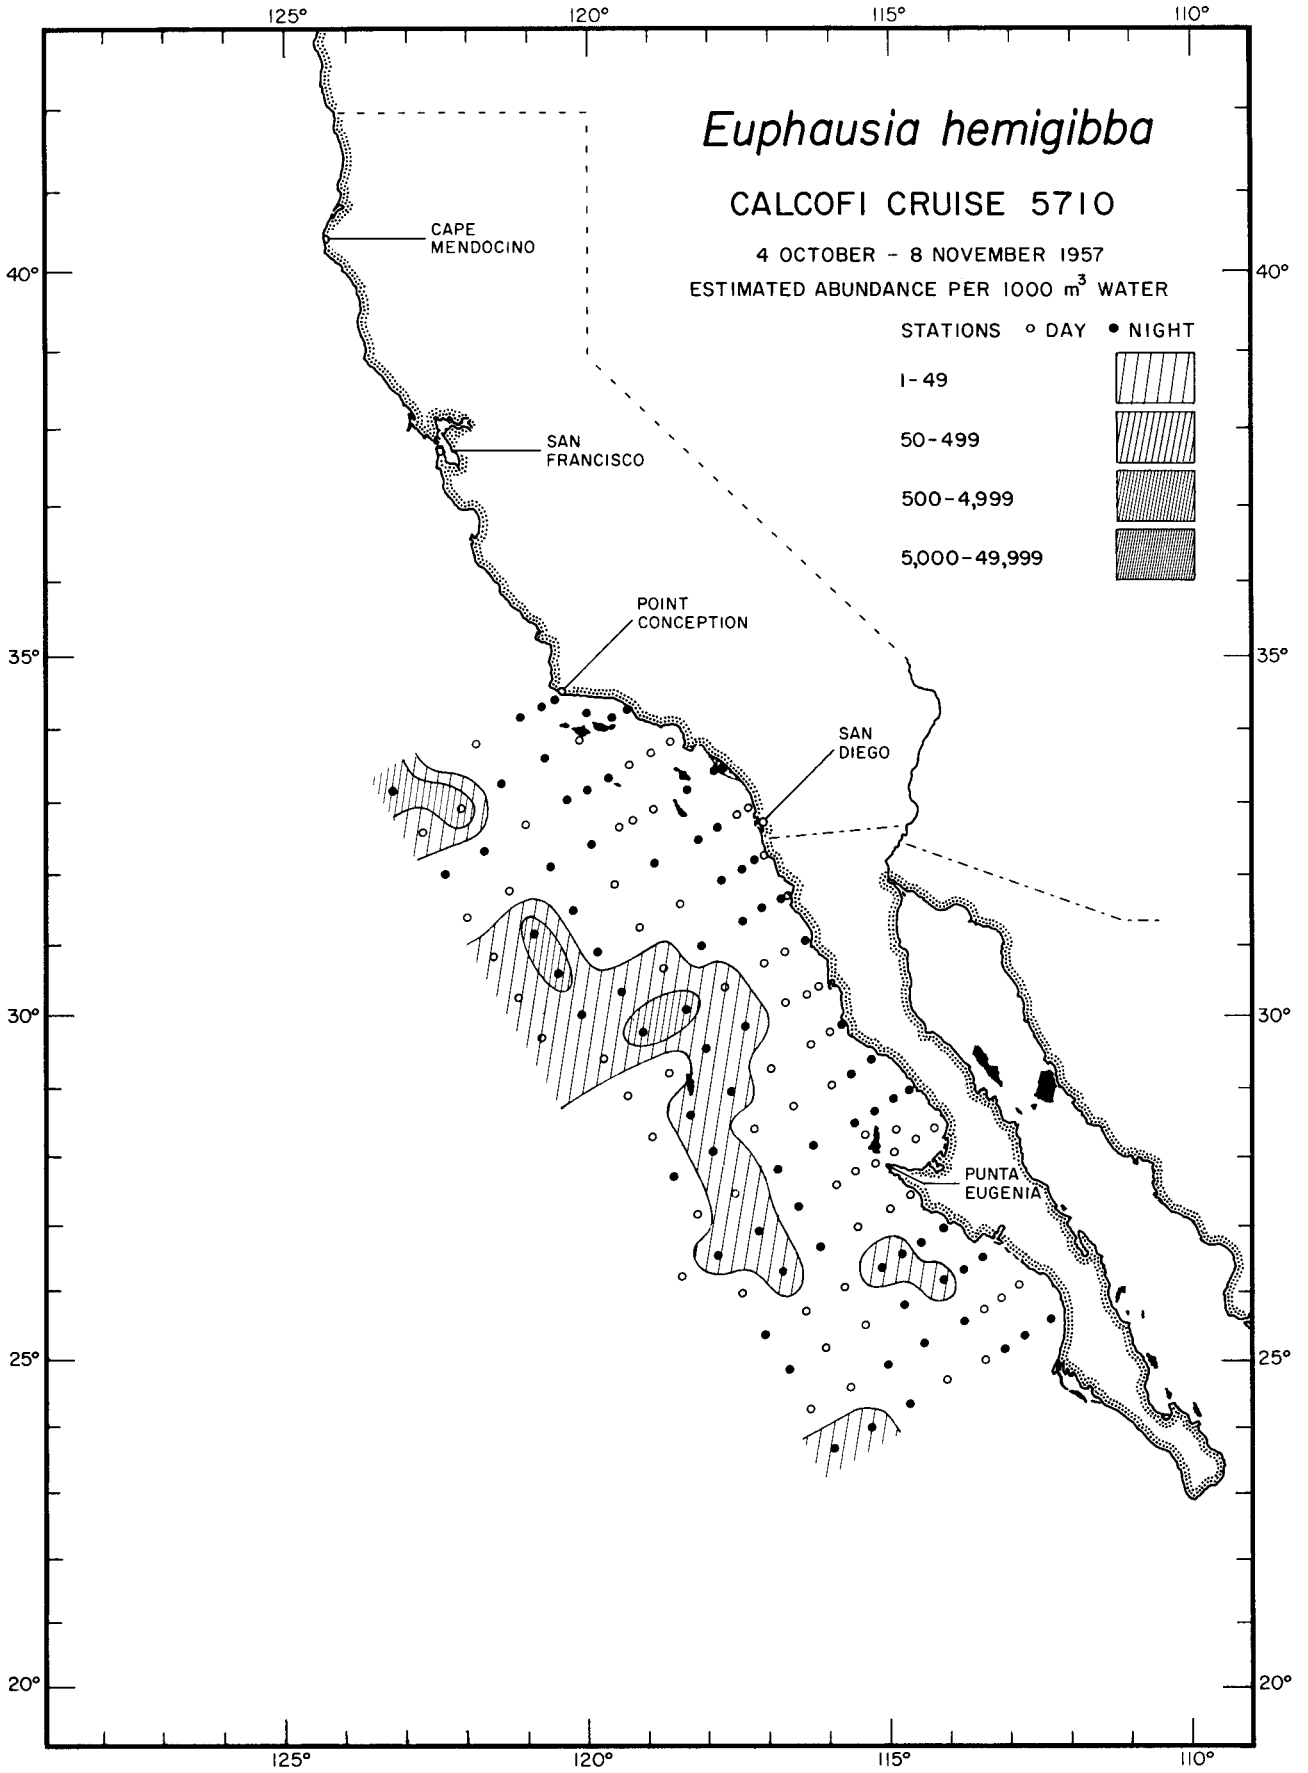 125° 120° 115° 110°
Euphausia hemigibba
CALCOFI CRUISE 5710
4 OCTOBER – 8 NOVEMBER 1957
ESTIMATED ABUNDANCE PER 1000 m³ WATER
STATIONS ○ DAY ● NIGHT
1-49
50-499
500-4,999
5,000-49,999
CAPE
MENDOCINO
40° 40°
SAN
FRANCISCO
POINT
CONCEPTION
35° 35°
SAN
DIEGO
30° 30°
PUNTA
EUGENIA
25° 25°
20° 20°
125° 120° 115° 110°